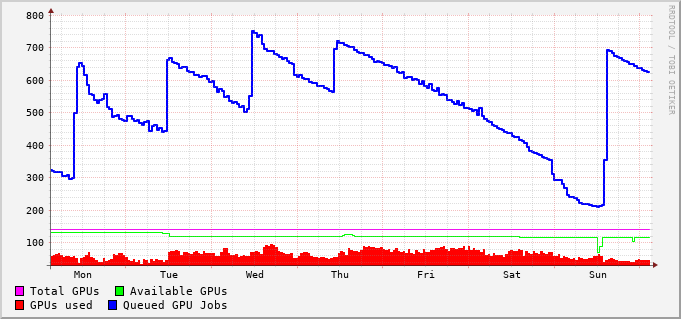 800
700
600
500
400
300
200
100
Mon Tue Wed Thu Fri Sat Sun
Total GPUs Available GPUs
GPUs used Queued GPU Jobs
RRDTOOL / TOBI OETIKER